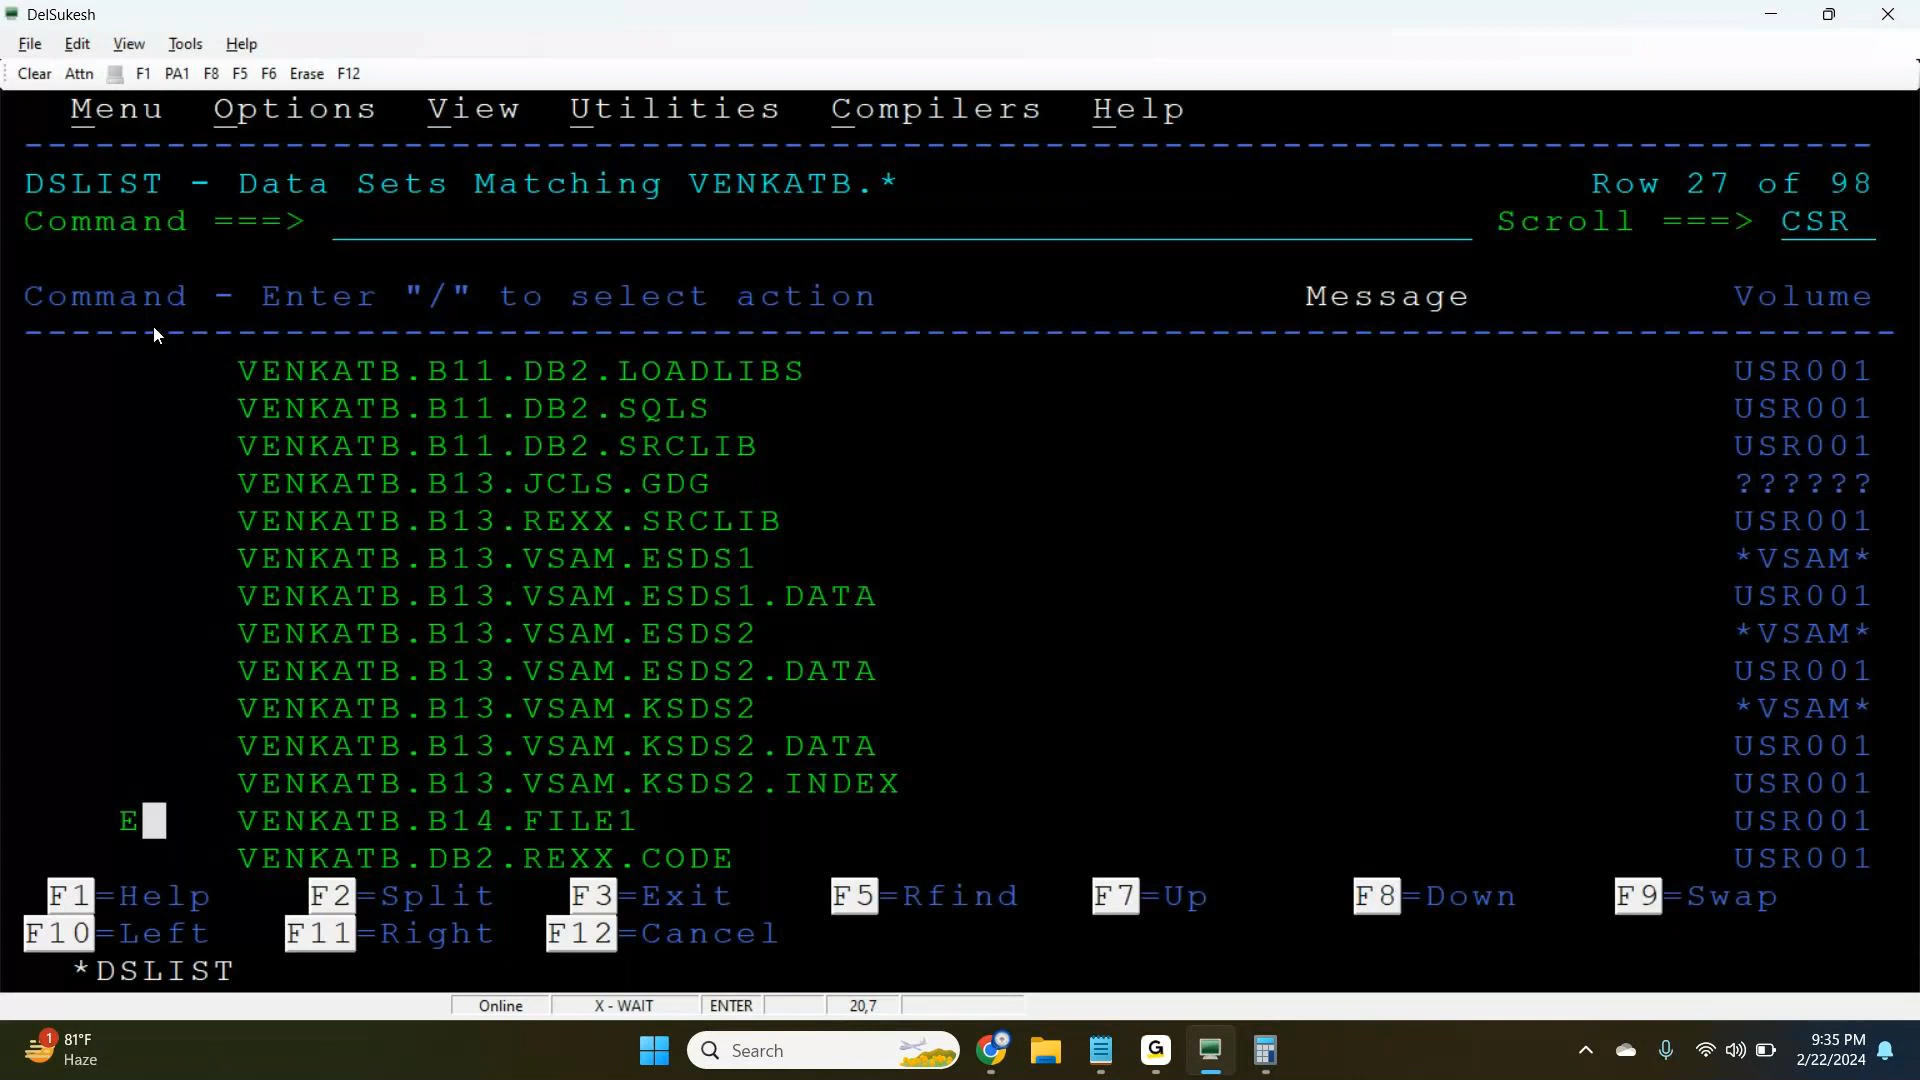 DelSukesh
File Edit View Tools Help
Clear Attn F1 PA1 F8 F5 F6 Erase F12
Menu Options View Utilities Compilers Help
DSLIST - Data Sets Matching VENKATB.* Row 27 of 98
Command ===> Scroll ===> CSR
Command - Enter "/" to select action Message Volume
VENKATB.B11.DB2.LOADLIBS USR001
VENKATB.B11.DB2.SQLS USR001
VENKATB.B11.DB2.SRCLIB USR001
VENKATB.B13.JCLS.GDG ??????
VENKATB.B13.REXX.SRCLIB USR001
VENKATB.B13.VSAM.ESDS1 *VSAM*
VENKATB.B13.VSAM.ESDS1.DATA USR001
VENKATB.B13.VSAM.ESDS2 *VSAM*
VENKATB.B13.VSAM.ESDS2.DATA USR001
VENKATB.B13.VSAM.KSDS2 *VSAM*
VENKATB.B13.VSAM.KSDS2.DATA USR001
VENKATB.B13.VSAM.KSDS2.INDEX USR001
E VENKATB.B14.FILE1 USR001
VENKATB.DB2.REXX.CODE USR001
F1=Help F2=Split F3=Exit F5=Rfind F7=Up F8=Down F9=Swap
F10=Left F11=Right F12=Cancel
*DSLIST
Online X - WAIT ENTER 20,7
1 81°F Search G 9:35 PM
Haze 2/22/2024